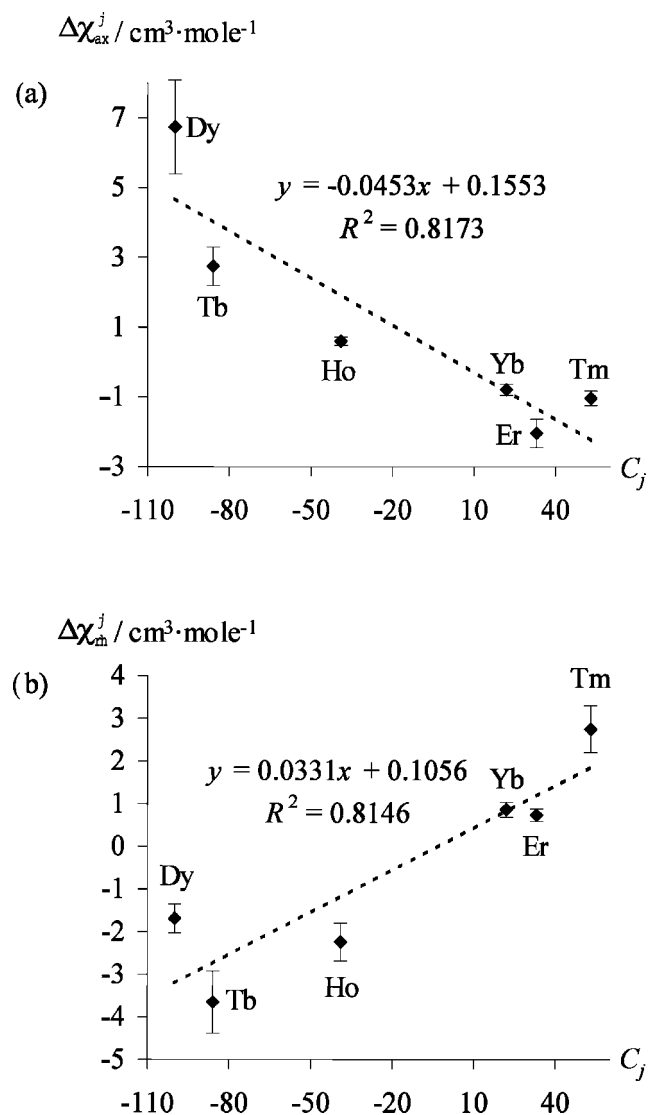 Δχ_ax^j / cm³·mole⁻¹
(a)
7
Dy
5
y = -0.0453x + 0.1553
R² = 0.8173
3
Tb
1
Ho
Yb
Tm
-1
Er
-3
C_j
-110 -80 -50 -20 10 40
Δχ_rh^j / cm³·mole⁻¹
(b)
4
Tm
3
2
y = 0.0331x + 0.1056
Yb
1
R² = 0.8146
0
Er
Dy
-1
-2
-3
Ho
Tb
-4
-5
C_j
-110 -80 -50 -20 10 40